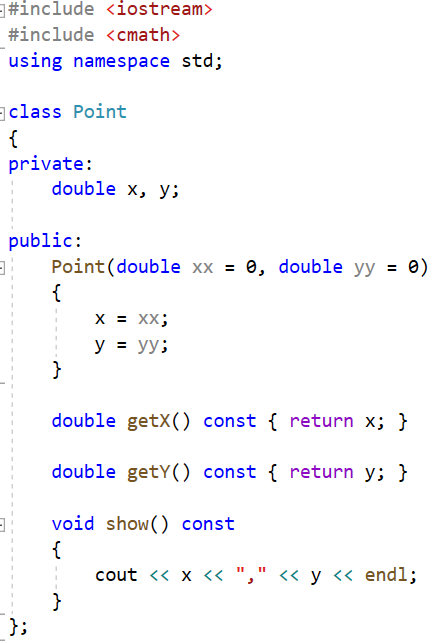 #include <iostream>
#include <cmath>
using namespace std;

class Point
{
private:
    double x, y;

public:
    Point(double xx = 0, double yy = 0)
    {
        x = xx;
        y = yy;
    }

    double getX() const { return x; }

    double getY() const { return y; }

    void show() const
    {
        cout << x << "," << y << endl;
    }
};